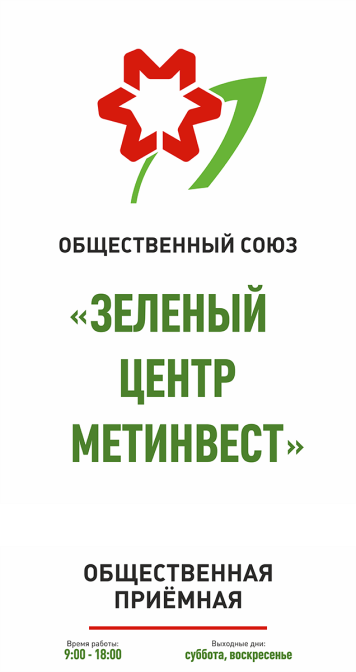 ОБЩЕСТВЕННЫЙ СОЮЗ
«ЗЕЛЕНЫЙ
ЦЕНТР
МЕТИНВЕСТ»
ОБЩЕСТВЕННАЯ
ПРИЁМНАЯ
Время работы: Выходные дни:
9:00 - 18:00 суббота, воскресенье